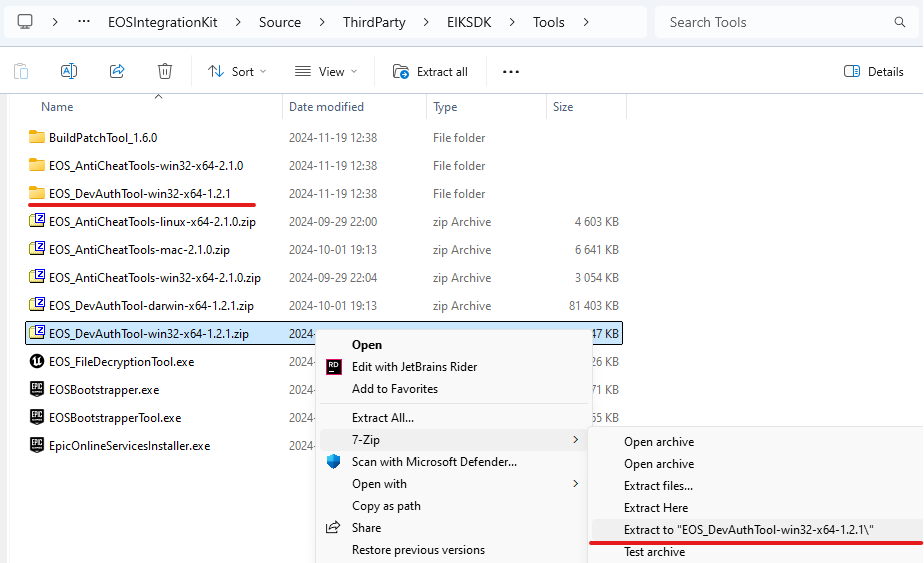 ··· EOSIntegrationKit > Source > ThirdParty > EIKSDK > Tools > Search Tools
Sort View Extract all ··· Details
Name Date modified Type Size
BuildPatchTool_1.6.0 2024-11-19 12:38 File folder
EOS_AntiCheatTools-win32-x64-2.1.0 2024-11-19 12:38 File folder
EOS_DevAuthTool-win32-x64-1.2.1 2024-11-19 12:38 File folder
EOS_AntiCheatTools-linux-x64-2.1.0.zip 2024-09-29 22:00 zip Archive 4 603 KB
EOS_AntiCheatTools-mac-2.1.0.zip 2024-10-01 19:13 zip Archive 6 641 KB
EOS_AntiCheatTools-win32-x64-2.1.0.zip 2024-09-29 22:04 zip Archive 3 054 KB
EOS_DevAuthTool-darwin-x64-1.2.1.zip 2024-10-01 19:13 zip Archive 81 403 KB
EOS_DevAuthTool-win32-x64-1.2.1.zip 2024- 47 KB
EOS_FileDecryptionTool.exe 2024- 26 KB
EOSBootstrapper.exe 2024- 71 KB
EOSBootstrapperTool.exe 2024- 55 KB
EpicOnlineServicesInstaller.exe 2024-
Open
RD Edit with JetBrains Rider
Add to Favorites
Extract All...
7-Zip >
Scan with Microsoft Defender...
Open with >
Copy as path
Share
Restore previous versions
Open archive
Open archive
Extract files...
Extract Here
Extract to "EOS_DevAuthTool-win32-x64-1.2.1\"
Test archive